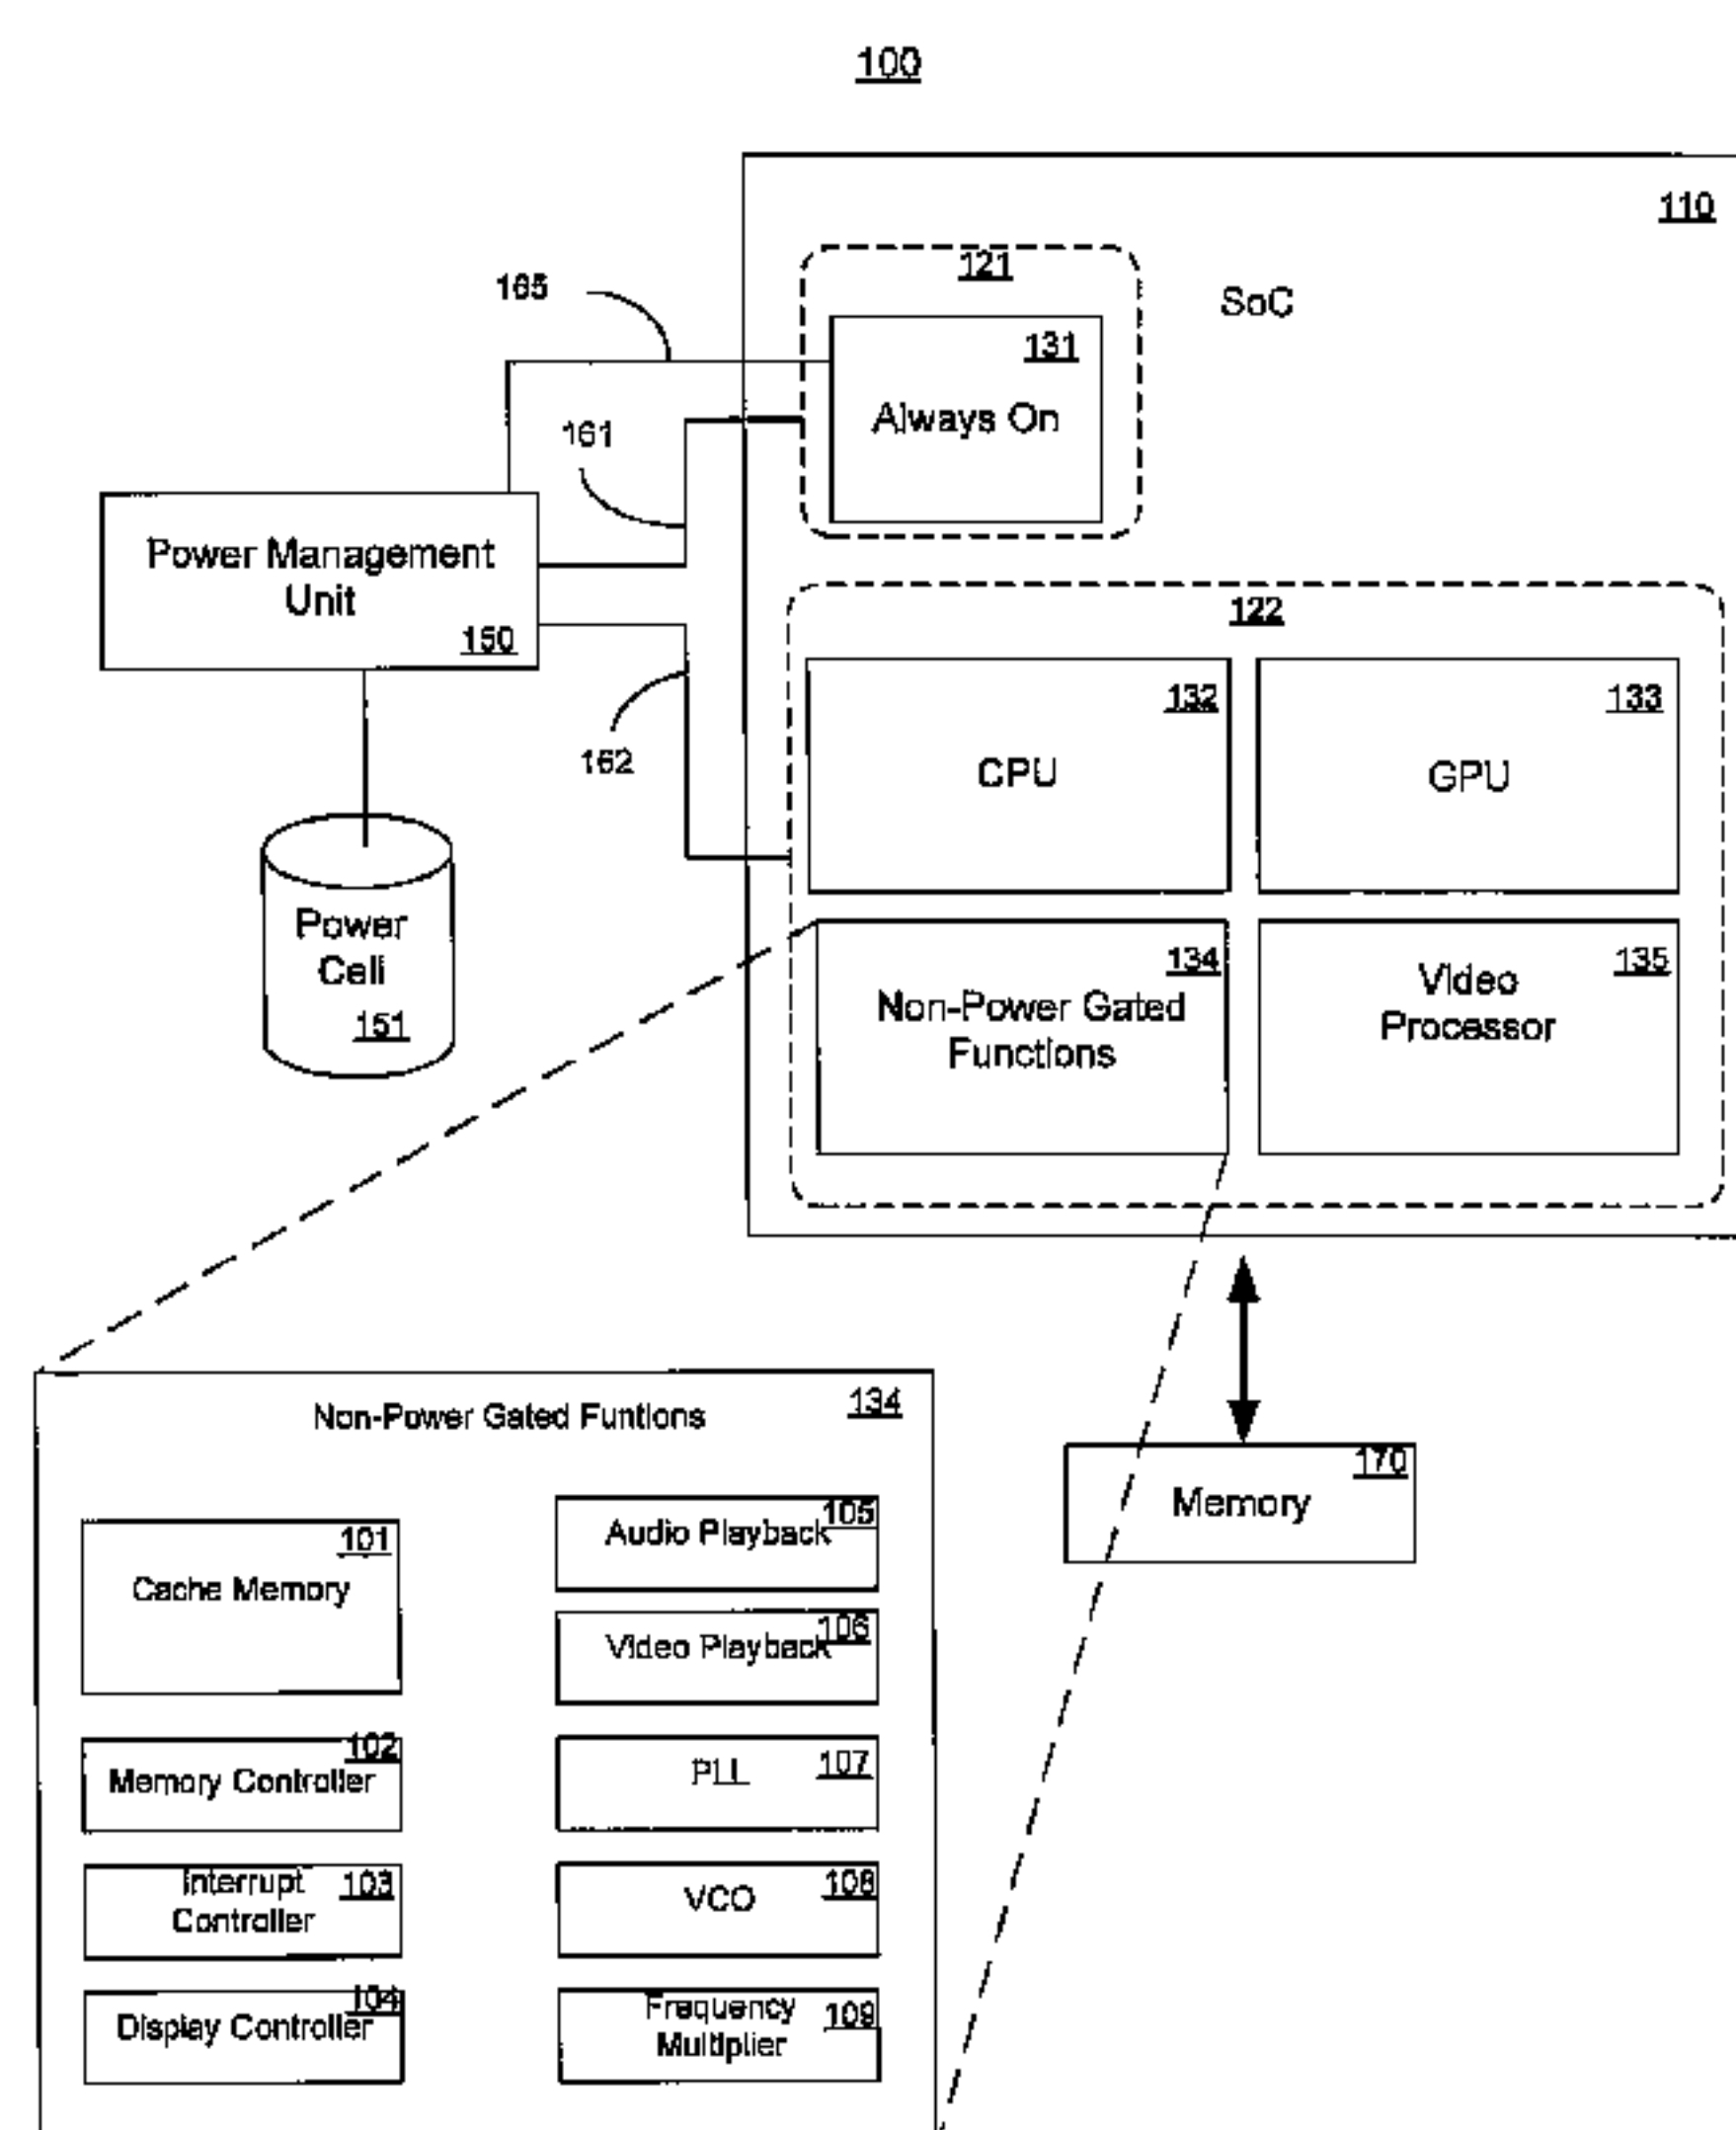 100
110
121
SoC
165
131
Always On
161
Power Management
Unit
150
122
132
CPU
133
GPU
162
Power
Cell
151
134
Non-Power Gated
Functions
135
Video
Processor
Non-Power Gated Funtions
134
170
Memory
101
Cache Memory
105
Audio Playback
106
Video Playback
102
Memory Controller
107
PLL
Interrupt
Controller
103
108
VCO
104
Display Controller
Frequency
Multiplier
109